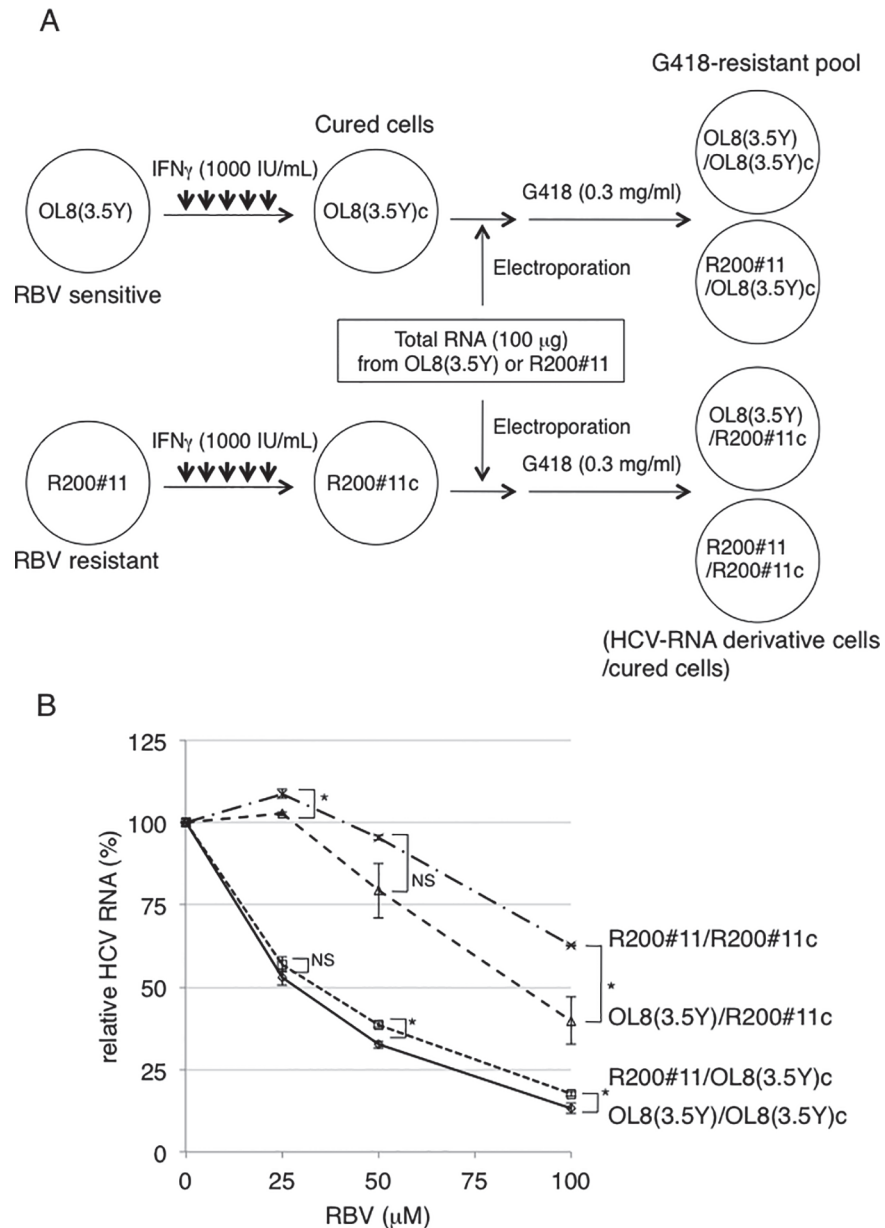 A
G418-resistant pool
Cured cells
IFNγ (1000 IU/mL)
OL8(3.5Y)
RBV sensitive
OL8(3.5Y)c
G418 (0.3 mg/ml)
Electroporation
OL8(3.5Y)
/OL8(3.5Y)c
R200#11
/OL8(3.5Y)c
Total RNA (100 μg)
from OL8(3.5Y) or R200#11
IFNγ (1000 IU/mL)
R200#11
RBV resistant
R200#11c
Electroporation
G418 (0.3 mg/ml)
OL8(3.5Y)
/R200#11c
R200#11
/R200#11c
(HCV-RNA derivative cells
/cured cells)
B
relative HCV RNA (%)
125
100
75
50
25
0
*
NS
NS
*
R200#11/R200#11c
*
OL8(3.5Y)/R200#11c
R200#11/OL8(3.5Y)c
*
OL8(3.5Y)/OL8(3.5Y)c
0
25
50
75
100
RBV (μM)